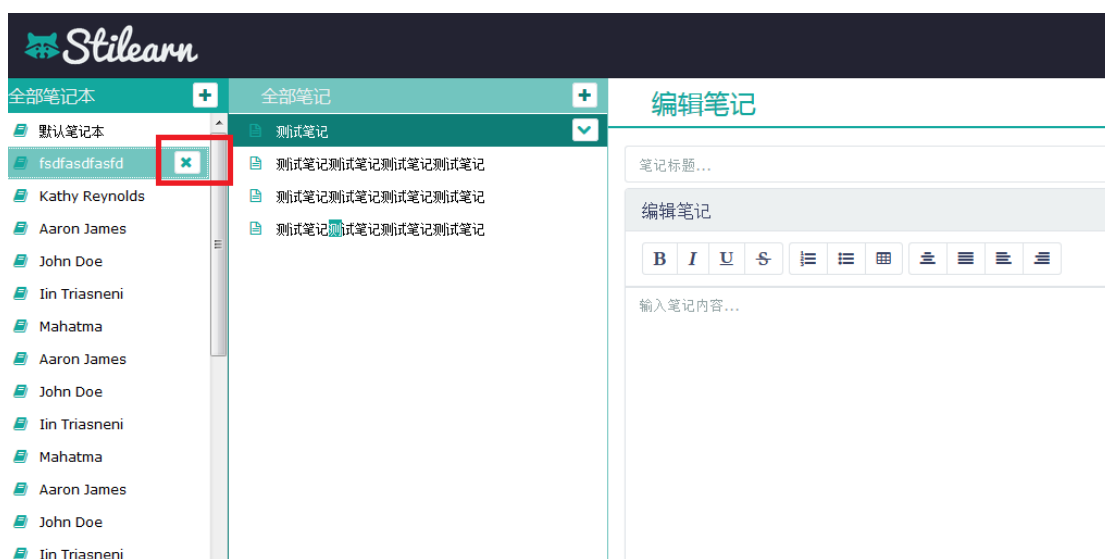 Stilearn
全部笔记本
默认笔记本
fsdfasdfasfd
Kathy Reynolds
Aaron James
John Doe
Iin Triasneni
Mahatma
Aaron James
John Doe
Iin Triasneni
Mahatma
Aaron James
John Doe
Iin Triasneni
全部笔记
测试笔记
测试笔记测试笔记测试笔记测试笔记
测试笔记测试笔记测试笔记测试笔记
测试笔记测试笔记测试笔记测试笔记
编辑笔记
笔记标题...
编辑笔记
B I U S
输入笔记内容...